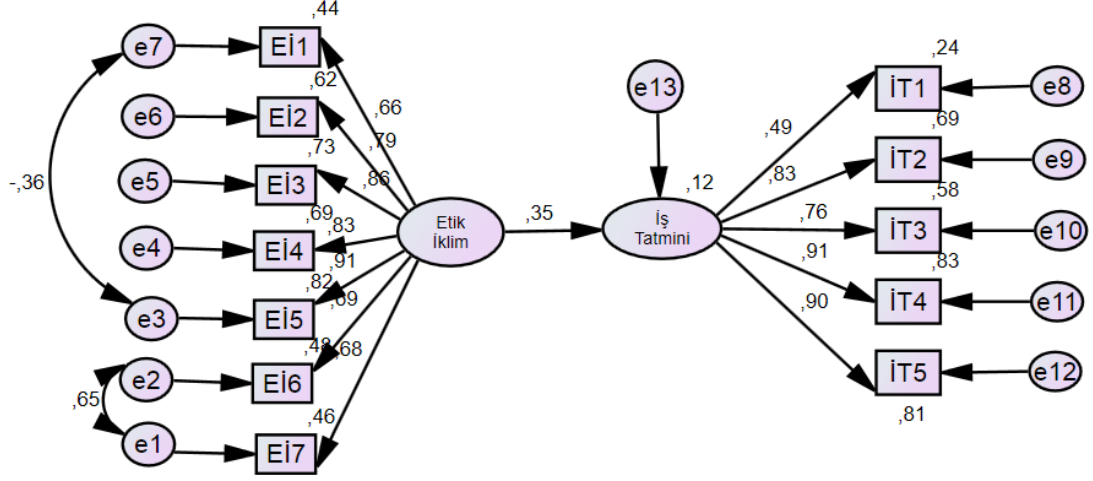 ,44
e7
Eİ1
,62
e6
Eİ2
,66
,79
,73
e5
Eİ3
,86
-,36
,69
e4
Eİ4
,83
,91
,82
e3
Eİ5
,69
,48
,68
e2
Eİ6
,65
,46
e1
Eİ7
Etik
İklim
,35
e13
,12
İş
Tatmini
,24
İT1
e8
,49
,69
İT2
e9
,83
,58
İT3
e10
,76
,83
İT4
e11
,91
,90
İT5
e12
,81